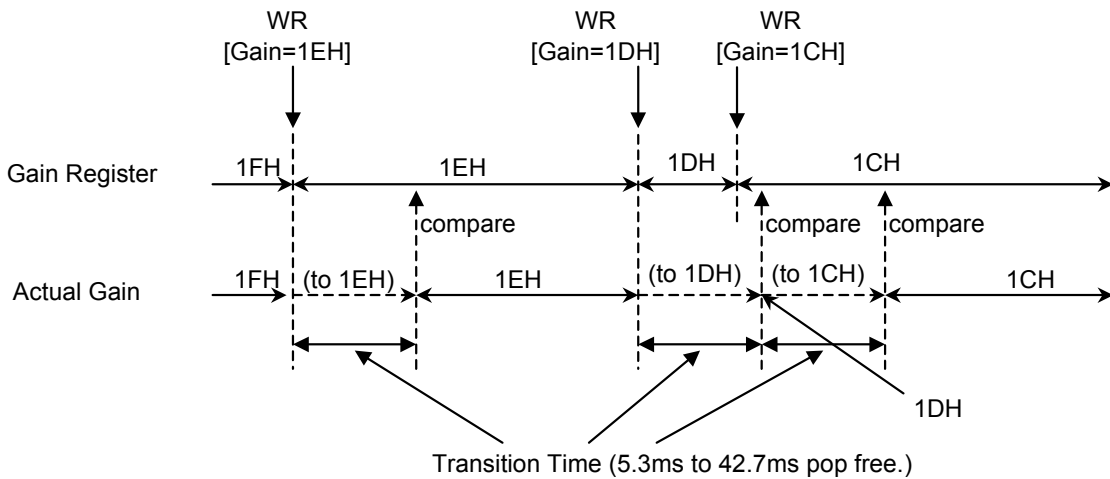 WR
[Gain=1EH]
WR
[Gain=1DH]
WR
[Gain=1CH]
Gain Register
1FH
1EH
1DH
1CH
compare
compare
compare
Actual Gain
1FH
(to 1EH)
1EH
(to 1DH)
(to 1CH)
1CH
1DH
Transition Time (5.3ms to 42.7ms pop free.)